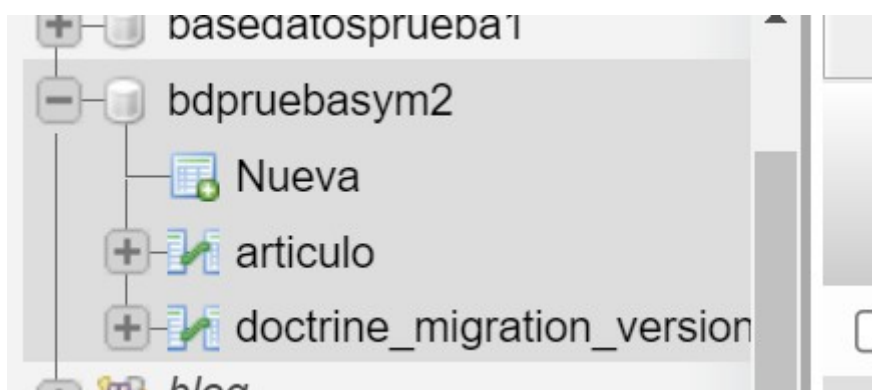 basedatosprueba1
bdpruebasym2
Nueva
articulo
doctrine_migration_version
blog